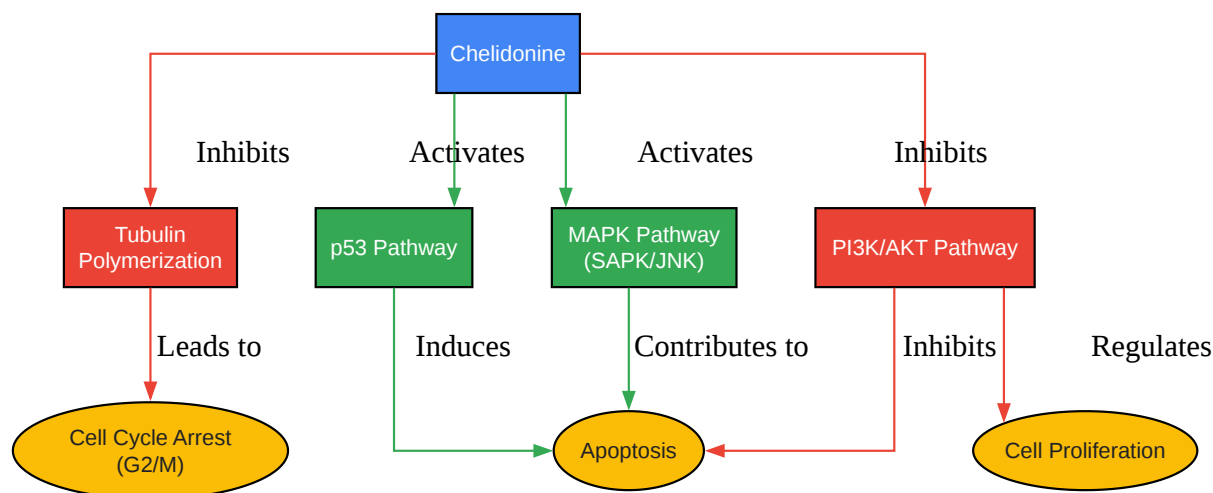 Chelidonine
Inhibits
Activates
Activates
Inhibits
Tubulin
Polymerization
p53 Pathway
MAPK Pathway
(SAPK/JNK)
PI3K/AKT Pathway
Leads to
Induces
Contributes to
Inhibits
Regulates
Cell Cycle Arrest
(G2/M)
Apoptosis
Cell Proliferation